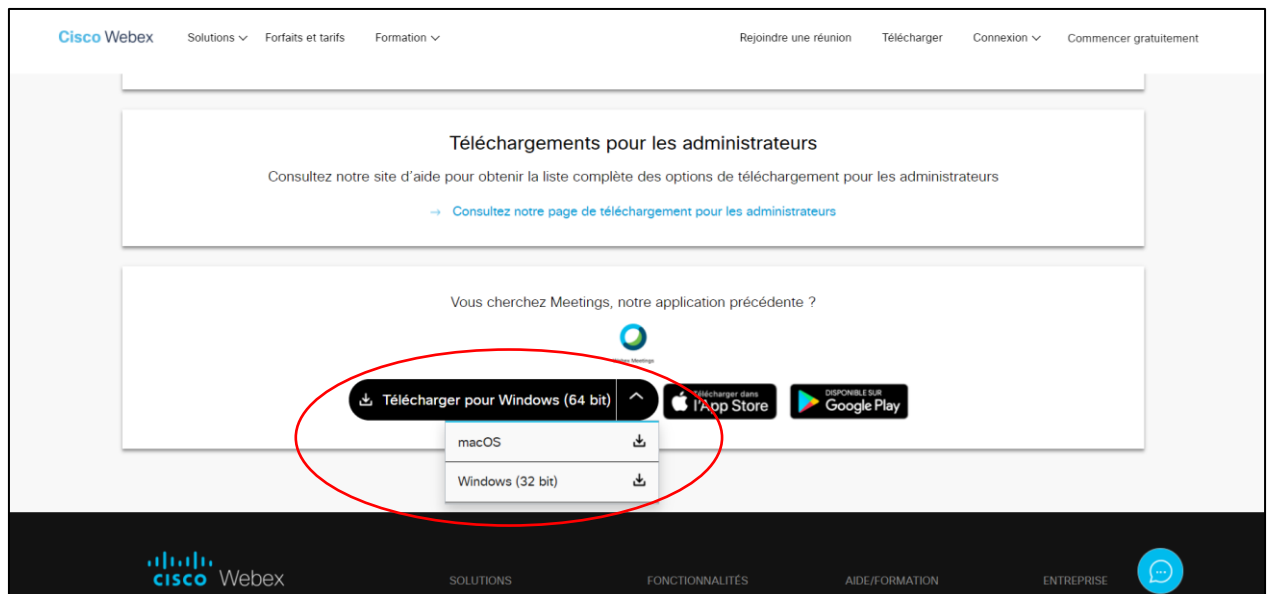 Cisco Webex Solutions Forfaits et tarifs Formation Rejoindre une réunion Télécharger Connexion Commencer gratuitement
Téléchargements pour les administrateurs
Consultez notre site d'aide pour obtenir la liste complète des options de téléchargement pour les administrateurs
→ Consultez notre page de téléchargement pour les administrateurs
Vous cherchez Meetings, notre application précédente ?
Webex Meetings
Télécharger pour Windows (64 bit)
Télécharger dans
l'App Store
DISPONIBLE SUR
Google Play
macOS
Windows (32 bit)
CISCO Webex
SOLUTIONS FONCTIONNALITÉS AIDE/FORMATION ENTREPRISE